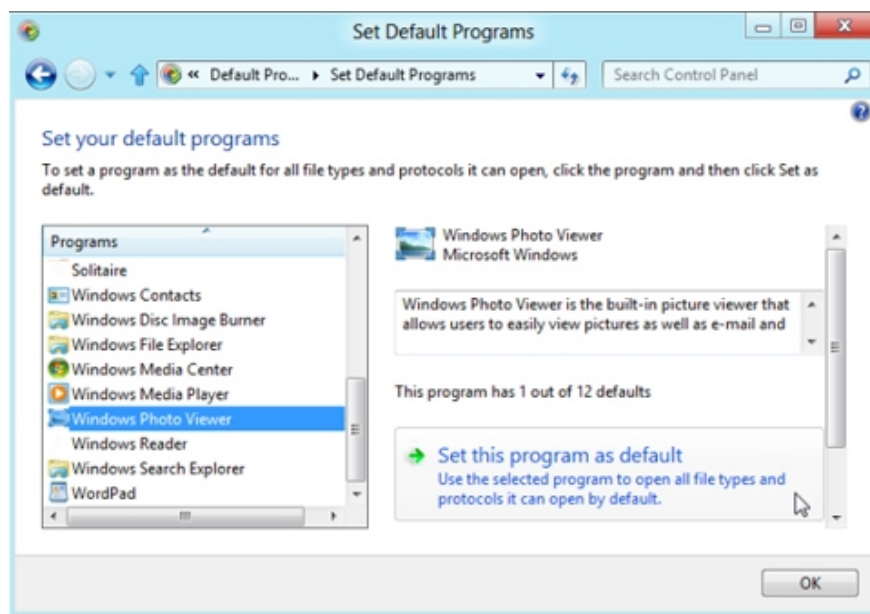 Set Default Programs
« Default Pro... ▸ Set Default Programs
Search Control Panel
Set your default programs
To set a program as the default for all file types and protocols it can open, click the program and then click Set as
default.
Programs
Solitaire
Windows Contacts
Windows Disc Image Burner
Windows File Explorer
Windows Media Center
Windows Media Player
Windows Photo Viewer
Windows Reader
Windows Search Explorer
WordPad
Windows Photo Viewer
Microsoft Windows
Windows Photo Viewer is the built-in picture viewer that
allows users to easily view pictures as well as e-mail and
This program has 1 out of 12 defaults
Set this program as default
Use the selected program to open all file types and
protocols it can open by default.
OK